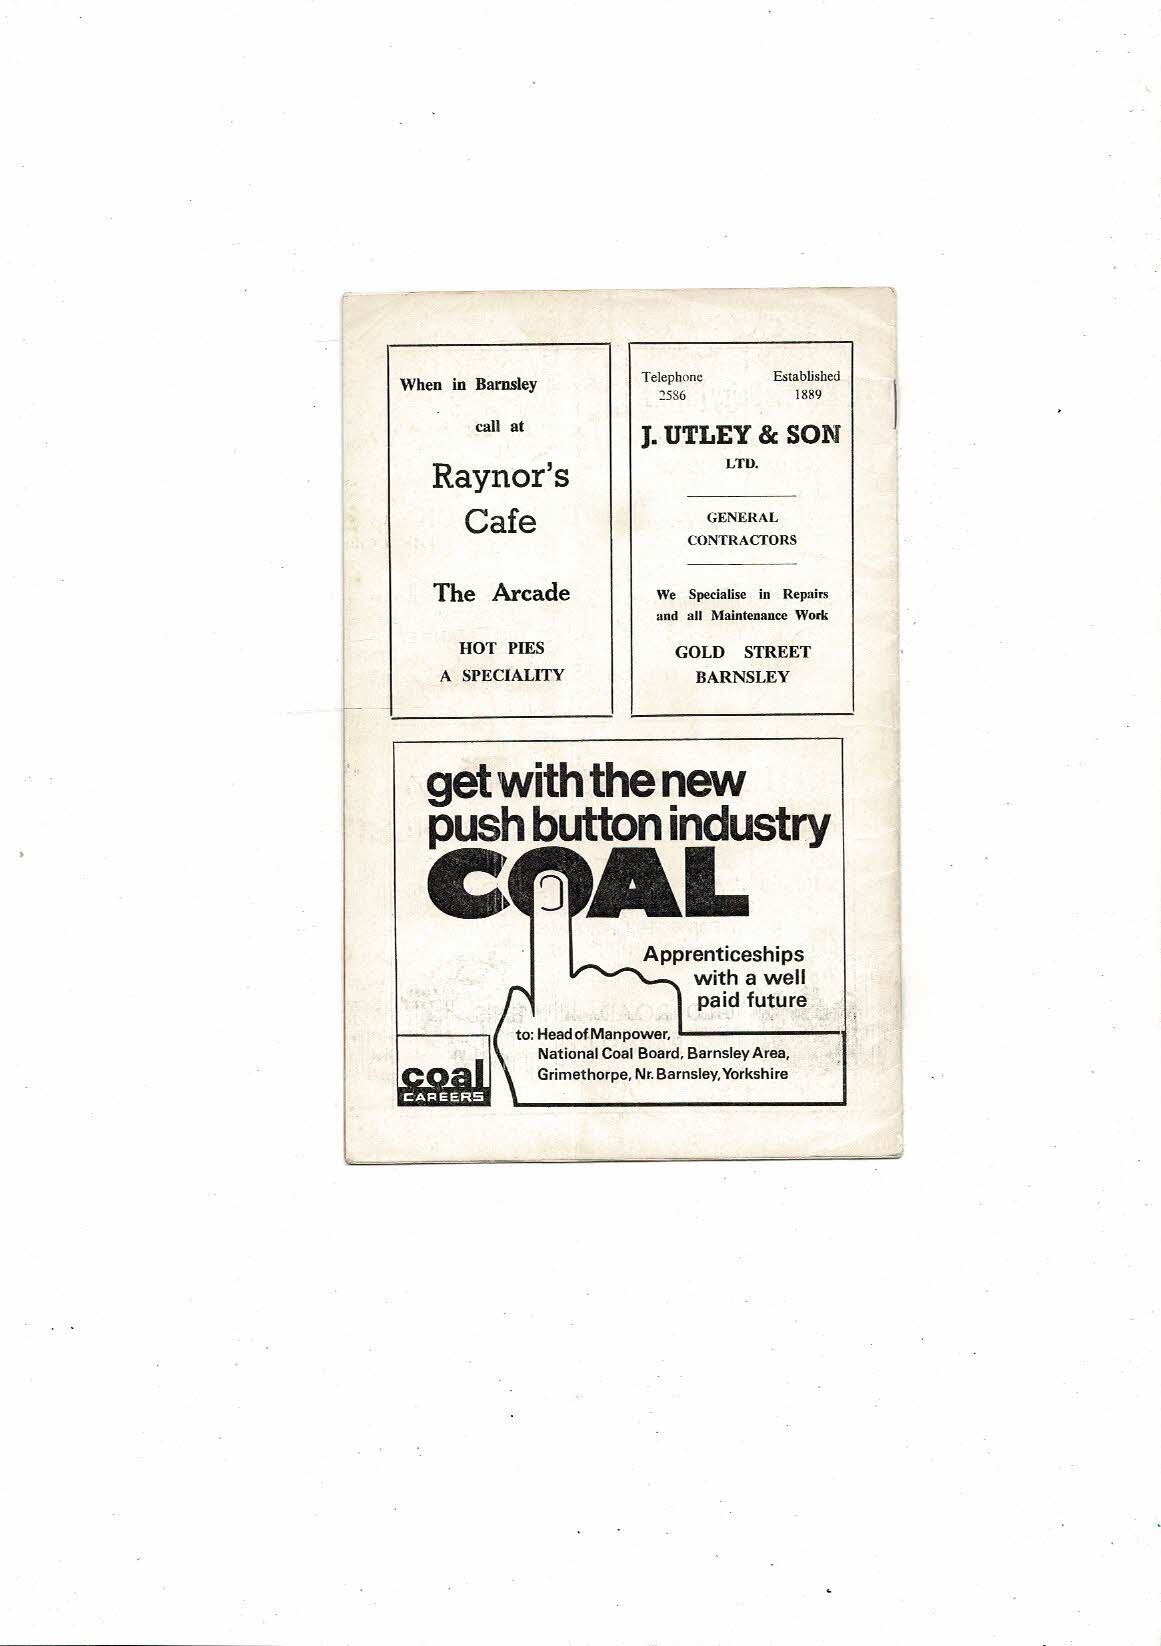 When in Barnsley
call at
Raynor's
Cafe
The Arcade
HOT PIES
A SPECIALITY
Telephone Established
2586 1889
J. UTLEY & SON
LTD.
GENERAL
CONTRACTORS
We Specialise in Repairs
and all Maintenance Work
GOLD STREET
BARNSLEY
get with the new
push button industry
COAL
Apprenticeships
with a well
paid future
to: Head of Manpower,
National Coal Board, Barnsley Area,
Grimethorpe, Nr. Barnsley, Yorkshire
coal
CAREERS